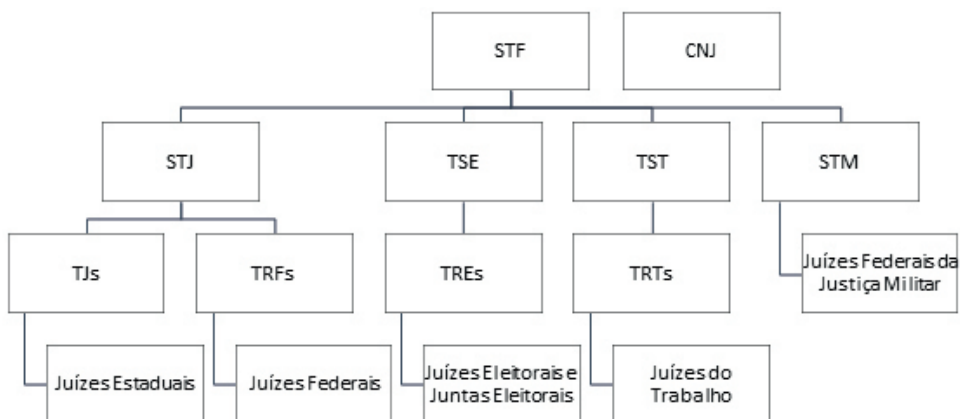 STF
CNJ
STJ
TSE
TST
STM
TJs
TRFs
TREs
TRTs
Juízes Federais da
Justiça Militar
Juízes Estaduais
Juízes Federais
Juízes Eleitorais e
Juntas Eleitorais
Juízes do
Trabalho